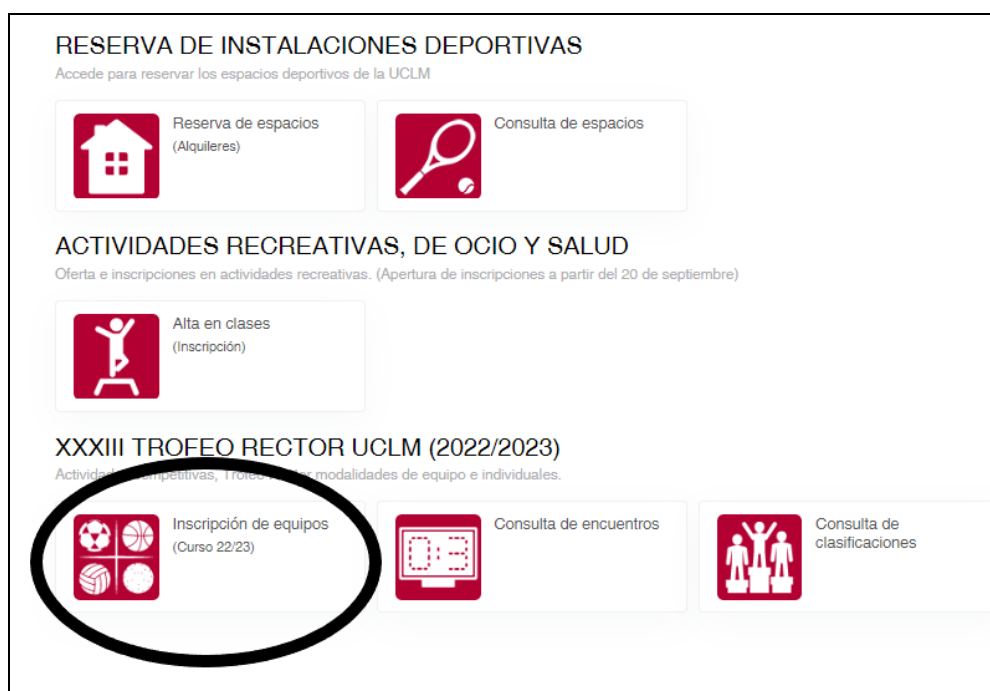 RESERVA DE INSTALACIONES DEPORTIVAS
Accede para reservar los espacios deportivos de la UCLM
Reserva de espacios
(Alquileres)
Consulta de espacios
ACTIVIDADES RECREATIVAS, DE OCIO Y SALUD
Oferta e inscripciones en actividades recreativas. (Apertura de inscripciones a partir del 20 de septiembre)
Alta en clases
(Inscripción)
XXXIII TROFEO RECTOR UCLM (2022/2023)
modalidades de equipo e individuales.
Inscripción de equipos
(Curso 22/23)
Consulta de encuentros
0:3
Consulta de
clasificaciones